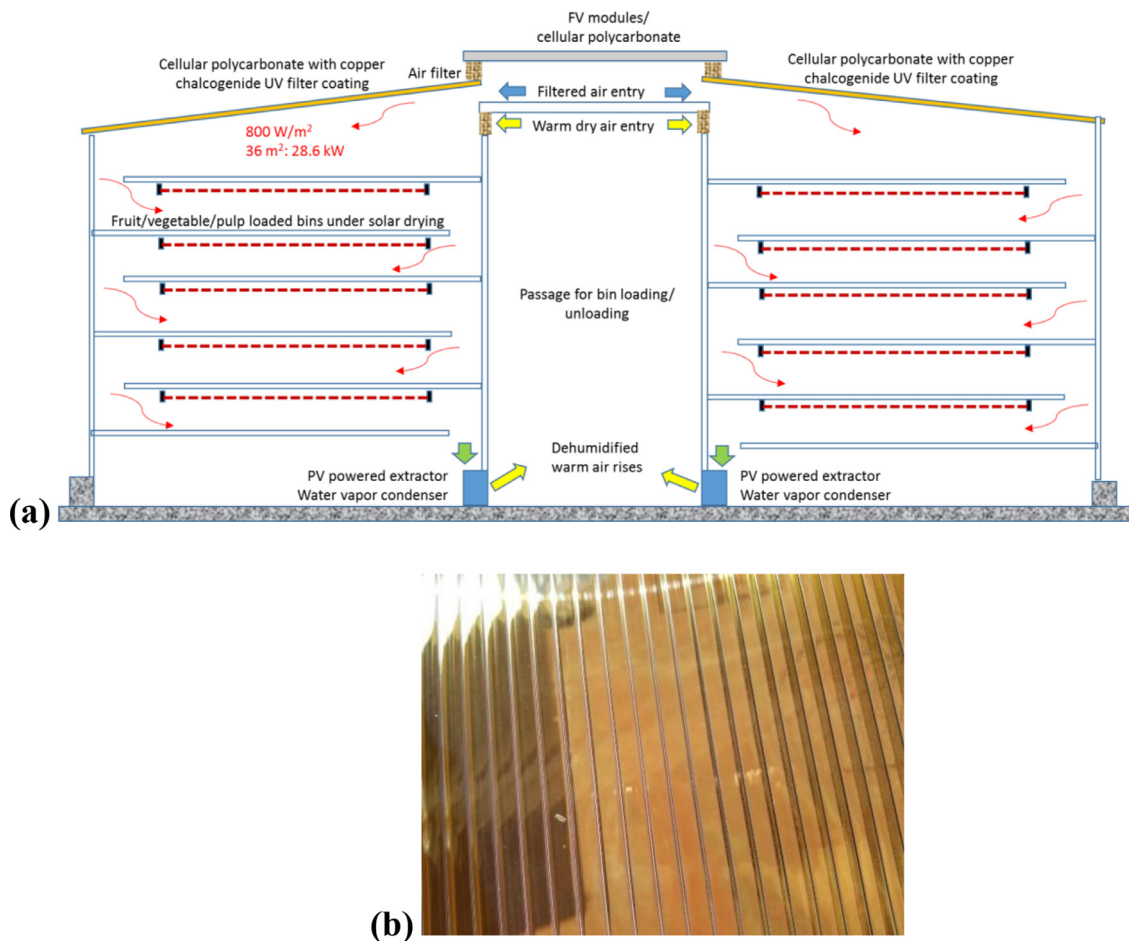 FV modules/
cellular polycarbonate
Cellular polycarbonate with copper
chalcogenide UV filter coating
Air filter
Cellular polycarbonate with copper
chalcogenide UV filter coating
Filtered air entry
Warm dry air entry
800 W/m²
36 m²: 28.6 kW
Fruit/vegetable/pulp loaded bins under solar drying
Passage for bin loading/
unloading
Dehumidified
warm air rises
PV powered extractor
Water vapor condenser
PV powered extractor
Water vapor condenser
(a)
(b)